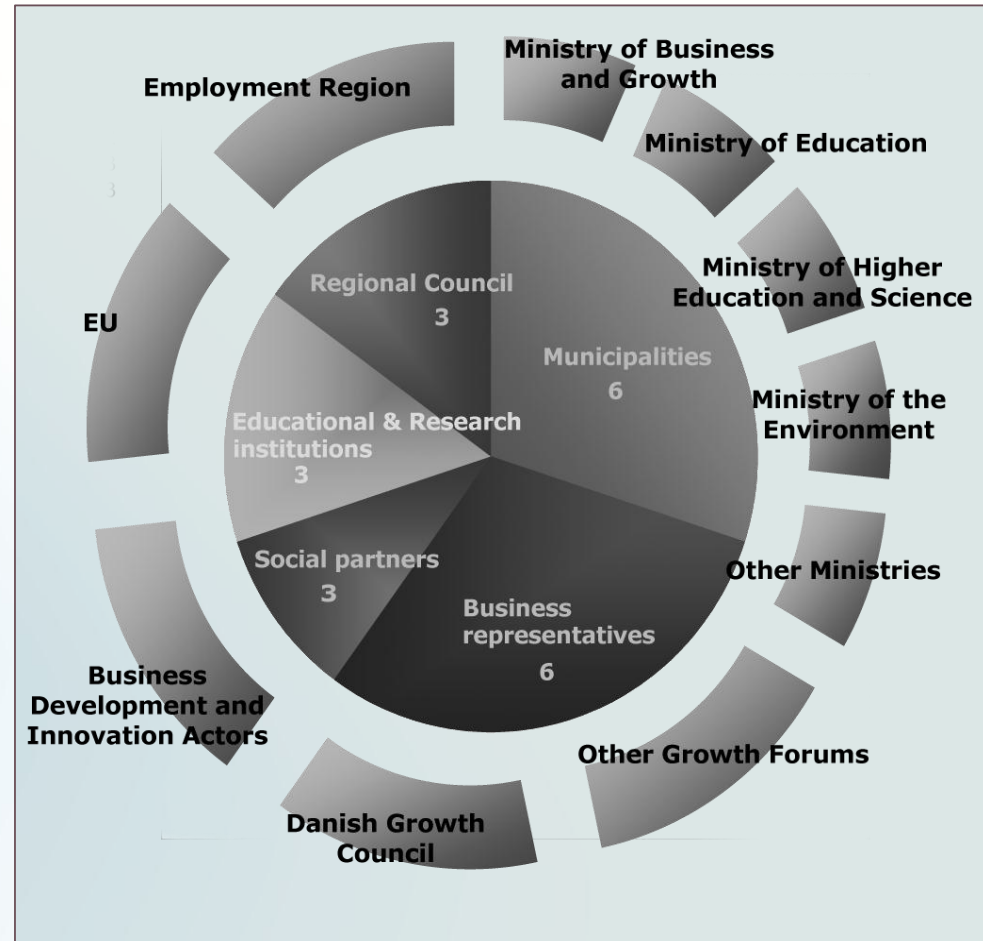 Ministry of Business
and Growth
Employment Region
Ministry of Education
Ministry of Higher
Education and Science
EU
Ministry of the
Environment
Other Ministries
Other Growth Forums
Danish Growth
Council
Business
Development and
Innovation Actors
Regional Council
3
Municipalities
6
Educational & Research
institutions
3
Social partners
3
Business
representatives
6